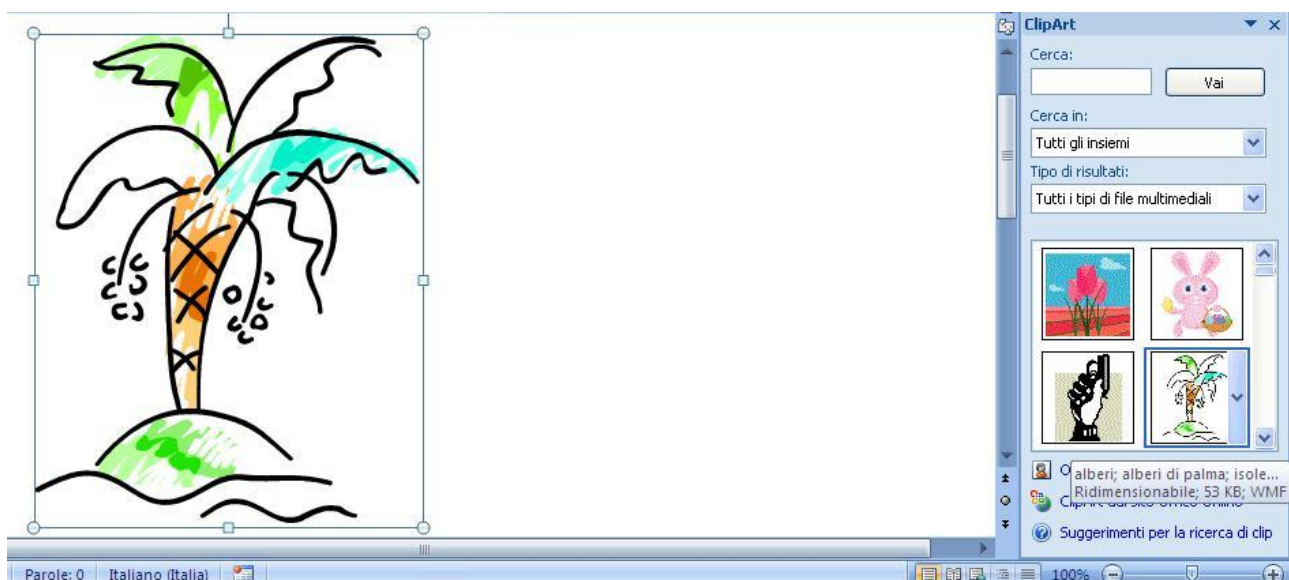 ClipArt
Cerca:
Vai
Cerca in:
Tutti gli insiemi
Tipo di risultati:
Tutti i tipi di file multimediali
alberi; alberi di palma; isole...
Ridimensionabile; 53 KB; WMF
Suggerimenti per la ricerca di clip
Parole: 0 Italiano (Italia) 100%